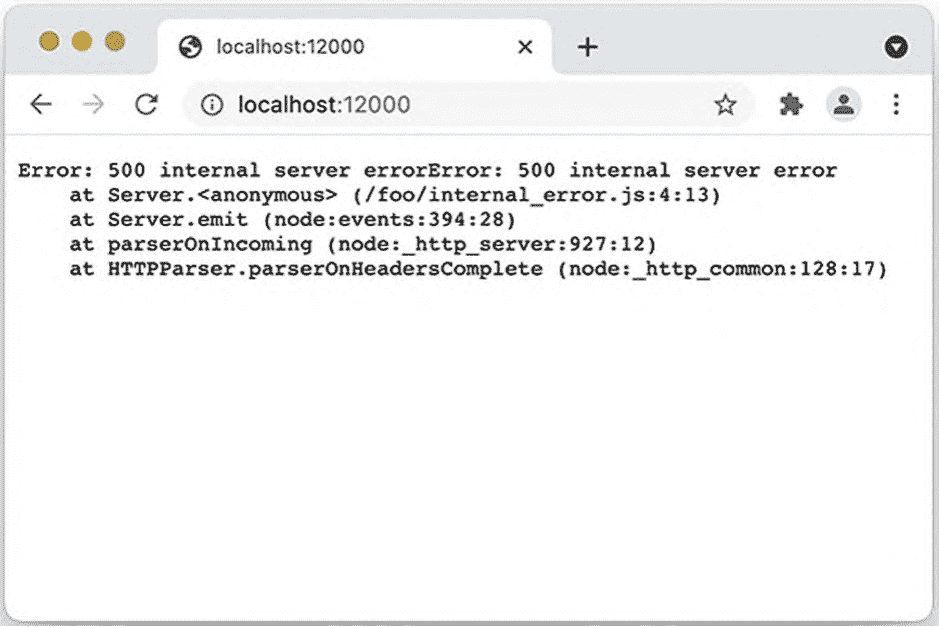 localhost:12000
localhost:12000
Error: 500 internal server errorError: 500 internal server error
    at Server.<anonymous> (/foo/internal_error.js:4:13)
    at Server.emit (node:events:394:28)
    at parserOnIncoming (node:_http_server:927:12)
    at HTTPParser.parserOnHeadersComplete (node:_http_common:128:17)